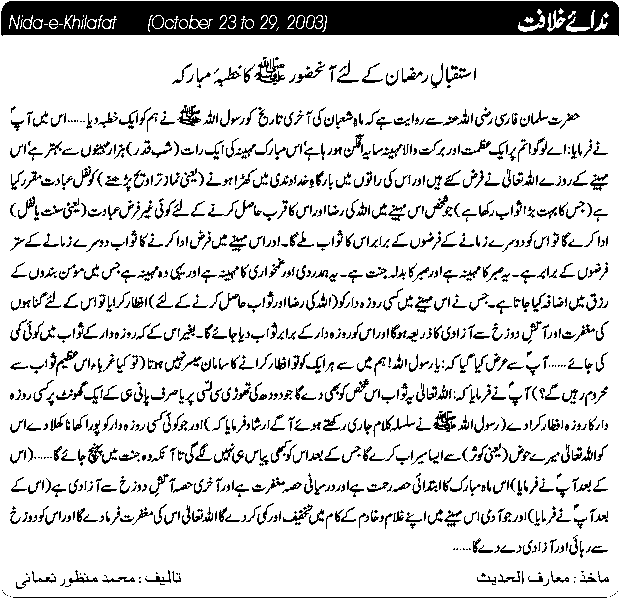 Nida-e-Khilafat (October 23 to 29, 2003) ندائے خلافت
استقبالِ رمضان کے لئے آنحضور ﷺ کا خطبۂ مبارکہ
حضرت سلمان فارسی رضی اللہ عنہ سے روایت ہے کہ ماہِ شعبان کی آخری تاریخ کو رسول اللہ ﷺ نے ہم کو ایک خطبہ دیا……اس میں آپؐ
نے فرمایا: اے لوگو! تم پر ایک عظمت اور برکت والا مہینہ سایہ افگن ہو رہا ہے اُس مبارک مہینہ کی ایک رات (شبِ قدر) ہزار مہینوں سے بہتر ہے اس
مہینے کے روزے اللہ تعالیٰ نے فرض کئے ہیں اور اس کی راتوں میں بارگاہِ خداوندی میں کھڑا ہونے (یعنی نمازِ تراویح پڑھنے) کو نفل عبادت مقرر کیا
ہے (جس کا بہت بڑا ثواب رکھا ہے) جو شخص اس مہینے میں اللہ کی رضا اور اس کا قرب حاصل کرنے کے لئے کوئی غیر فرض عبادت (یعنی سنت یا نفل)
ادا کرے گا تو اس کو دوسرے زمانہ کے فرضوں کے برابر اس کا ثواب ملے گا۔ اور اس مہینے میں فرض ادا کرنے کا ثواب دوسرے زمانے کے ستر
فرضوں کے برابر ہے۔ یہ صبر کا مہینہ ہے اور صبر کا بدلہ جنت ہے۔ یہ ہمدردی اور غمخواری کا مہینہ ہے اور یہی وہ مہینہ ہے جس میں مؤمن بندوں کے
رزق میں اضافہ کیا جاتا ہے۔ جس نے اس مہینے میں کسی روزہ دار کو (اللہ کی رضا اور ثواب حاصل کرنے کے لئے) افطار کرایا تو اس کے لئے گناہوں
کی مغفرت اور آتشِ دوزخ سے آزادی کا ذریعہ ہو گا اور اس کو روزہ دار کے برابر ثواب دیا جائے گا۔ بغیر اس کے کہ روزہ دار کے ثواب میں کوئی کمی
کی جائے……آپؐ سے عرض کیا گیا کہ: یا رسول اللہ! ہم میں سے ہر ایک کو تو افطار کرانے کا سامان میسر نہیں ہوتا (تو کیا غرباء اس عظیم ثواب سے
محروم رہیں گے؟) آپؐ نے فرمایا کہ: اللہ تعالیٰ یہ ثواب اس شخص کو بھی دے گا جو دودھ کی تھوڑی سی لسی پر یا صرف پانی ہی کے ایک گھونٹ پر کسی روزہ
دار کا روزہ افطار کرا دے (رسول اللہ ﷺ نے سلسلۂ کلام جاری رکھتے ہوئے آگے ارشاد فرمایا کہ) اور جو کوئی کسی روزہ دار کو پورا کھانا کھلا دے اس
کو اللہ تعالیٰ میرے حوض (یعنی کوثر) سے ایسا سیراب کرے گا جس کے بعد اس کو کبھی پیاس ہی نہیں لگے گی تا آنکہ وہ جنت میں پہنچ جائے گا……(اس
کے بعد آپؐ نے فرمایا) اس ماہِ مبارک کا ابتدائی حصہ رحمت ہے اور درمیانی حصہ مغفرت ہے اور آخری حصہ آتشِ دوزخ سے آزادی ہے (اس کے
بعد آپؐ نے فرمایا) اور جو آدمی اس مہینے میں اپنے غلام و خادم کے کام میں تخفیف اور کمی کر دے گا اللہ تعالیٰ اس کی مغفرت فرما دے گا اور اس کو دوزخ
سے رہائی اور آزادی دے دے گا……
ماخذ : معارف الحدیث تالیف : محمد منظور نعمانی